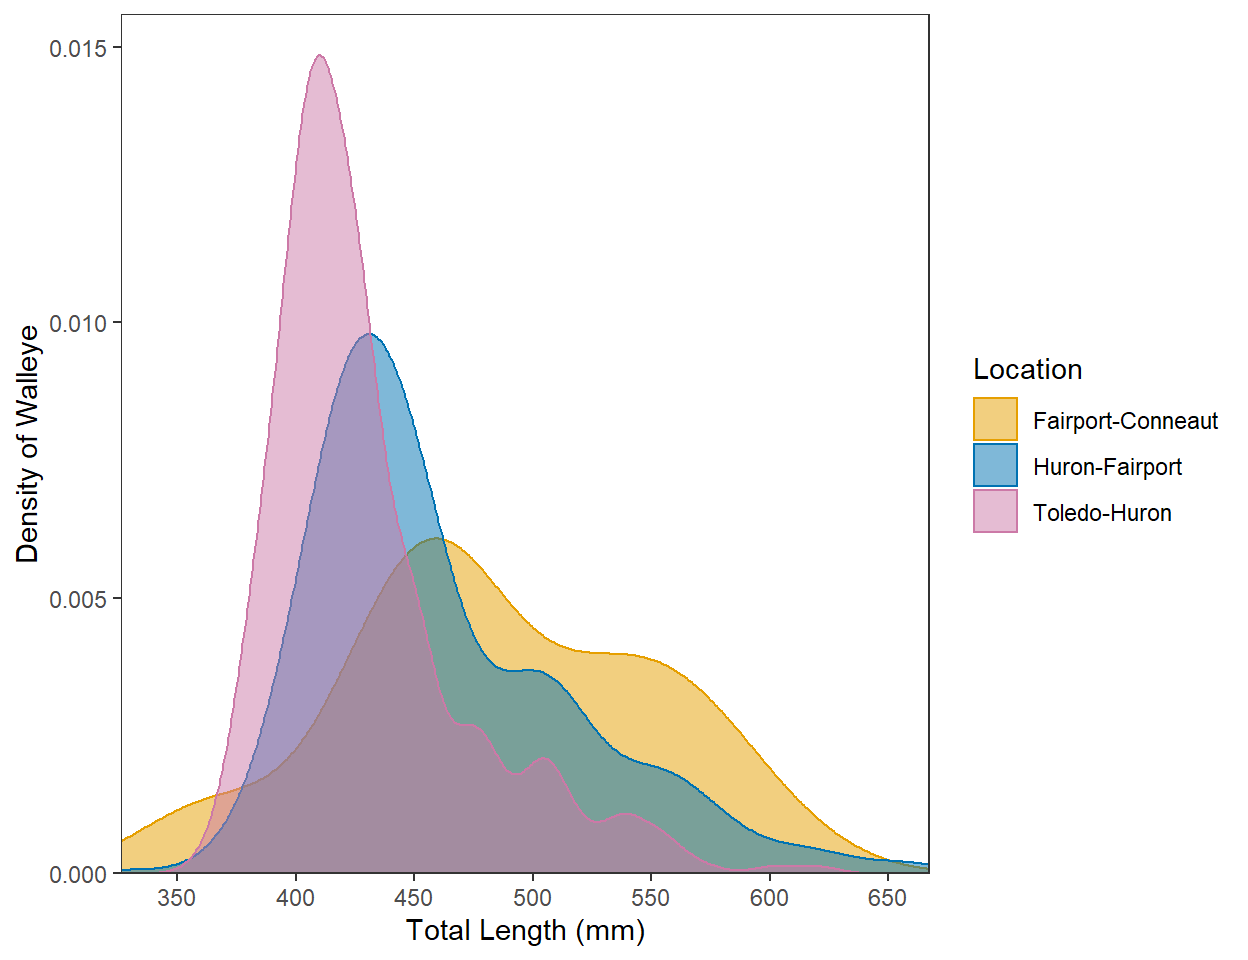 0.015
0.010
0.005
0.000
Density of Walleye
350 400 450 500 550 600 650
Total Length (mm)
Location
Fairport-Conneaut
Huron-Fairport
Toledo-Huron